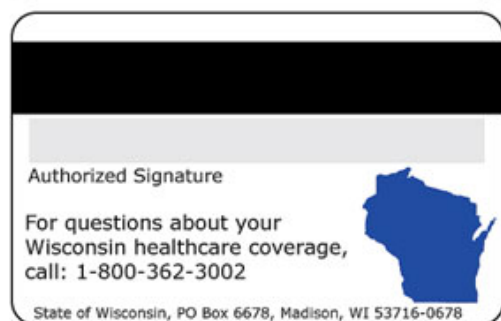 Authorized Signature
For questions about your
Wisconsin healthcare coverage,
call: 1-800-362-3002
State of Wisconsin, PO Box 6678, Madison, WI 53716-0678